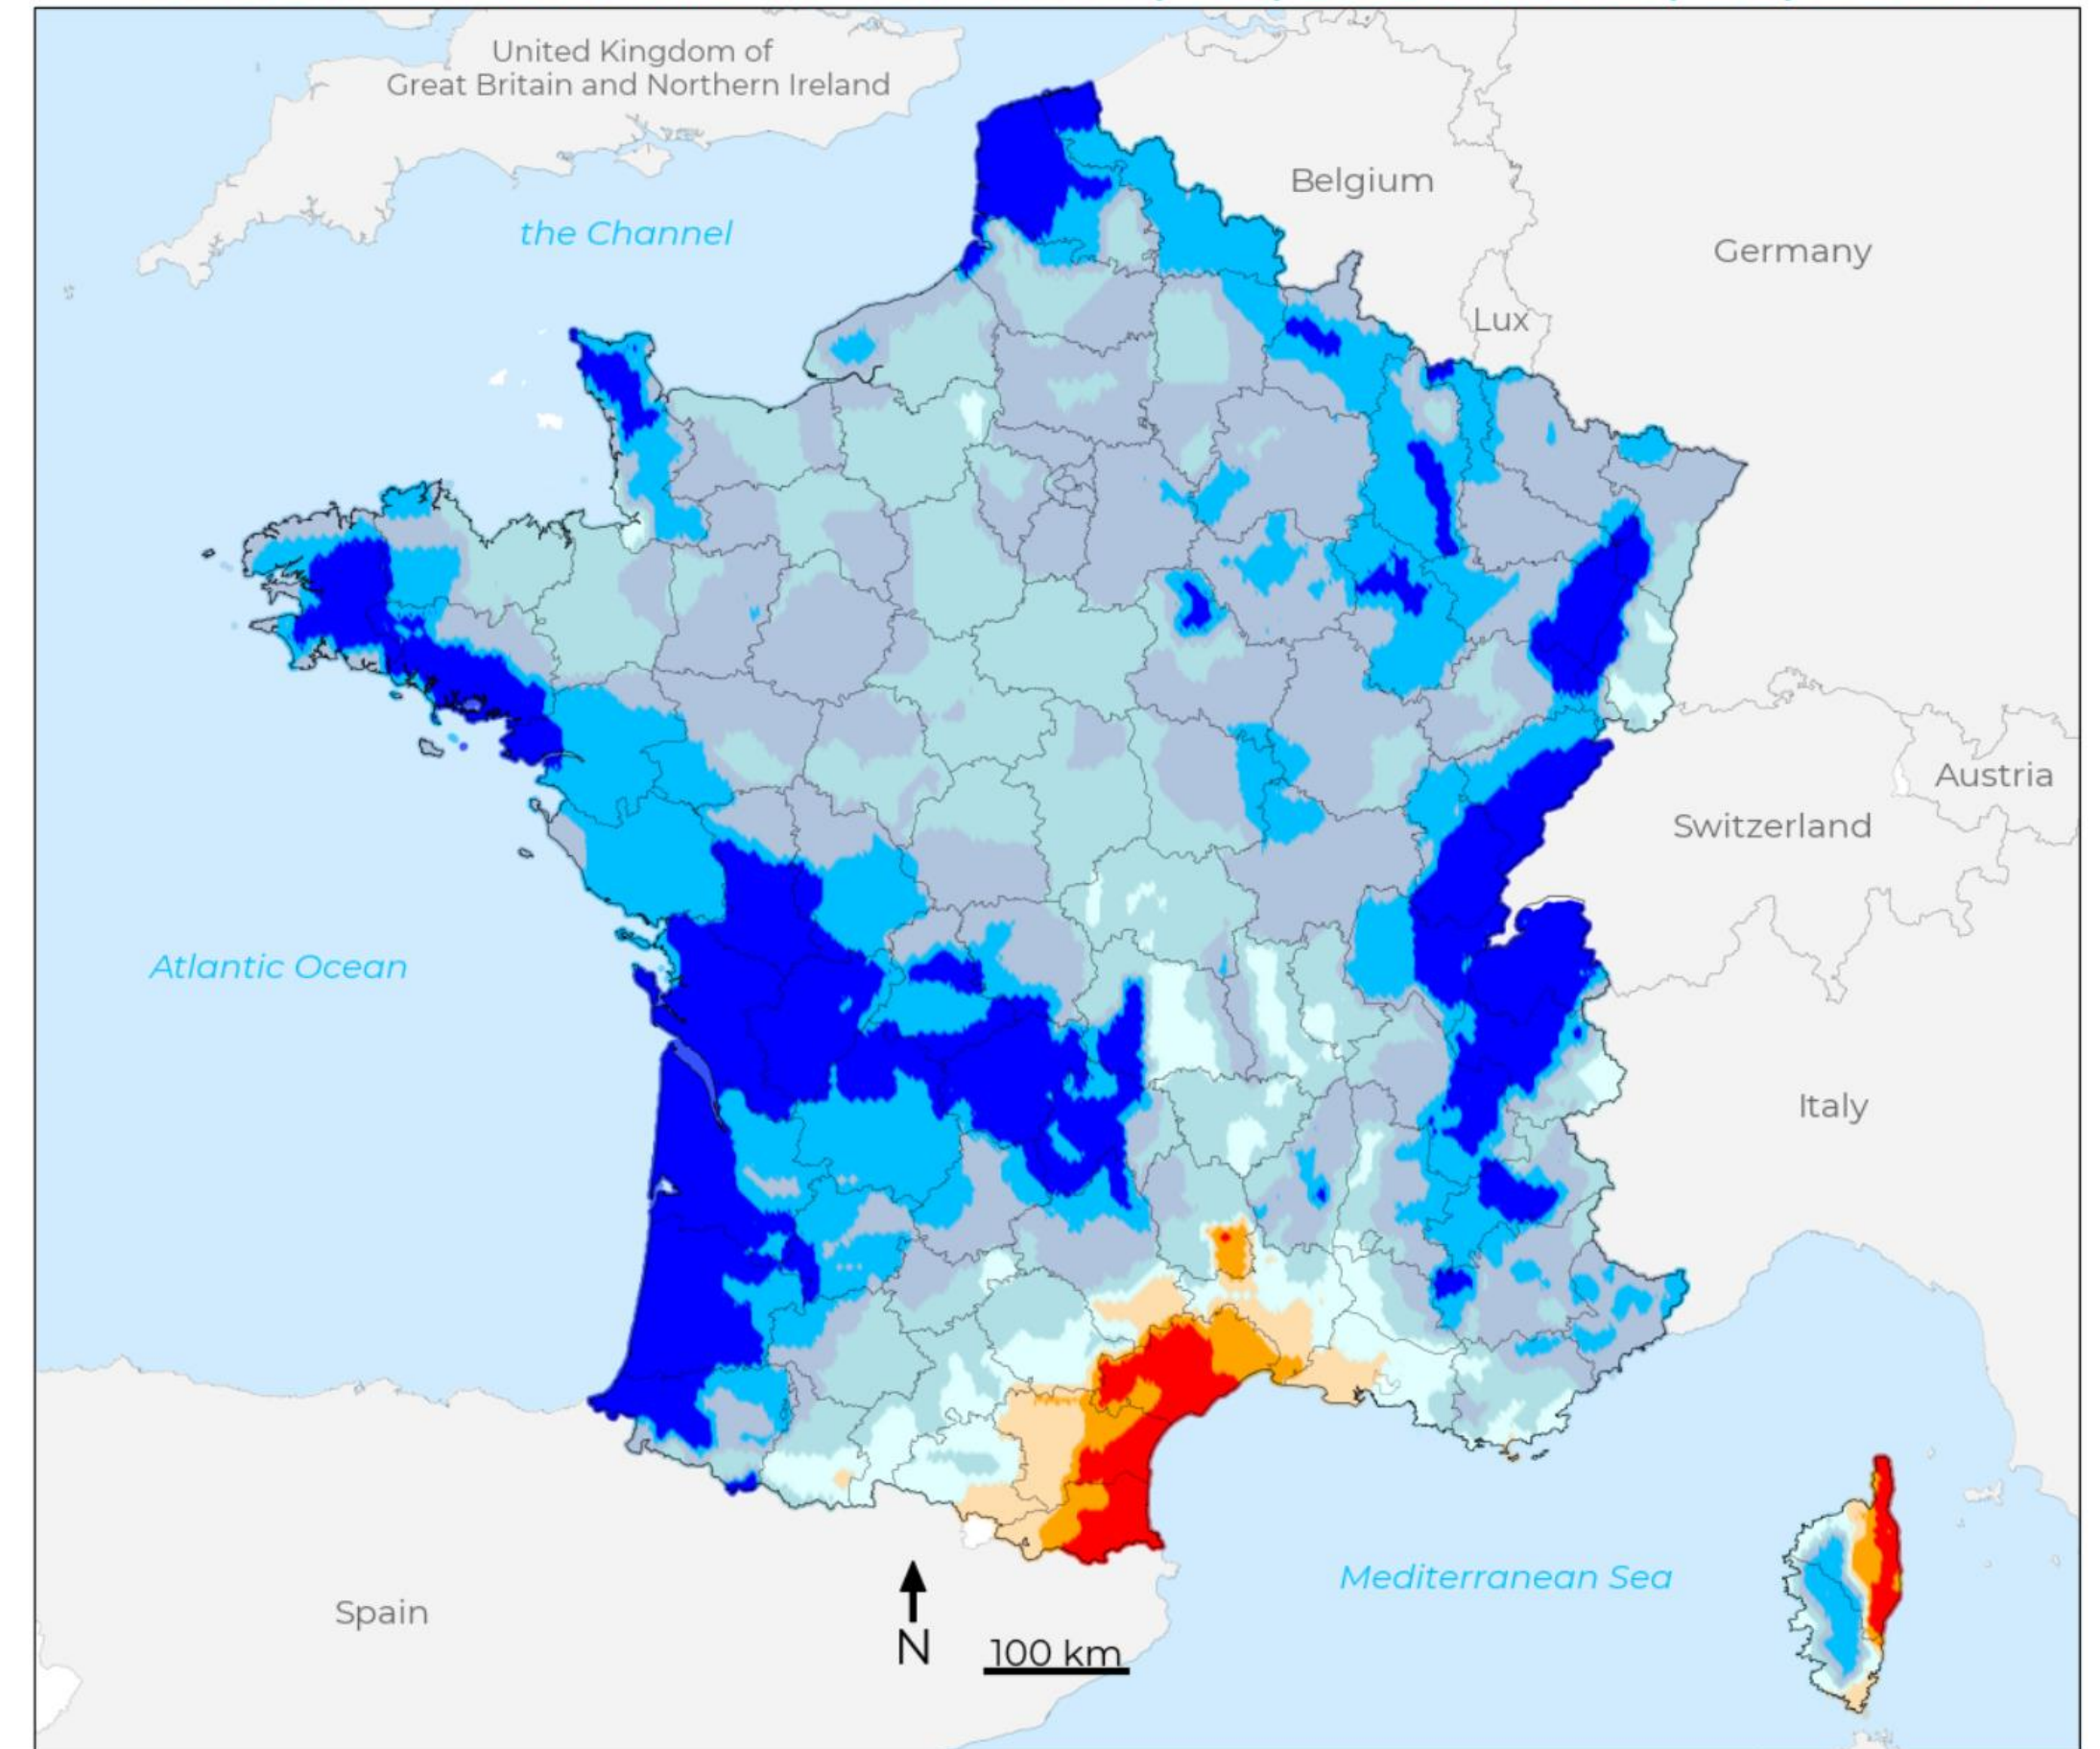 United Kingdom of
Great Britain and Northern Ireland
Belgium
the Channel
Germany
Lux
Austria
Switzerland
Atlantic Ocean
Italy
Mediterranean Sea
Spain
N
100 km